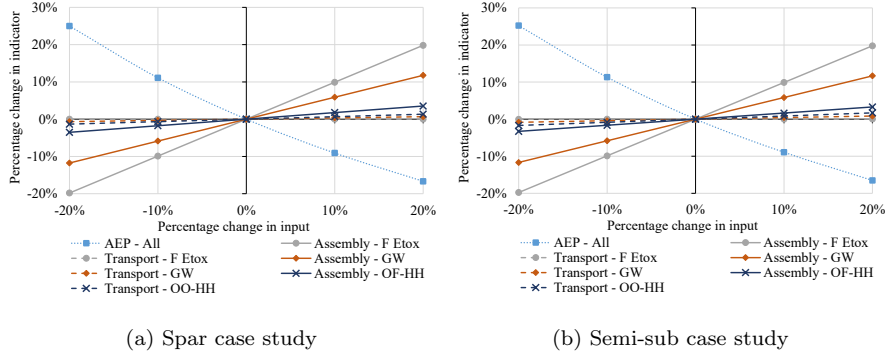 30%
20%
10%
0%
-10%
-20%
Percentage change in indicator
-20% -10% 0% 10% 20%
Percentage change in input
AEP - All
Assembly - F Etox
Transport - F Etox
Assembly - GW
Transport - GW
Assembly - OF-HH
Transport - OO-HH
(a) Spar case study
30%
20%
10%
0%
-10%
-20%
Percentage change in indicator
-20% -10% 0% 10% 20%
Percentage change in input
AEP - All
Assembly - F Etox
Transport - F Etox
Assembly - GW
Transport - GW
Assembly - OF-HH
Transport - OO-HH
(b) Semi-sub case study